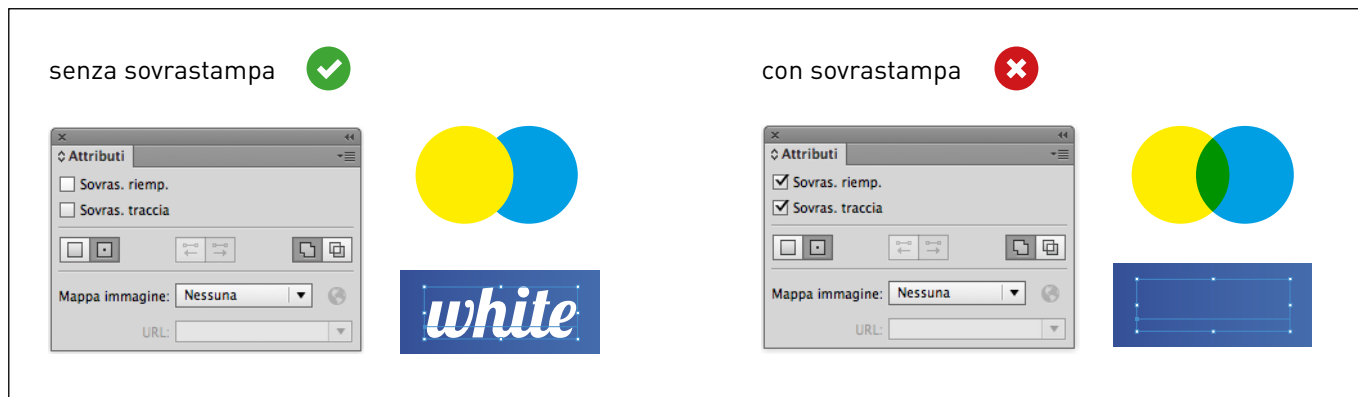 senza sovrastampa
Attributi
Sovras. riemp.
Sovras. traccia
Mappa immagine: Nessuna
URL:
white
con sovrastampa
Attributi
Sovras. riemp.
Sovras. traccia
Mappa immagine: Nessuna
URL: